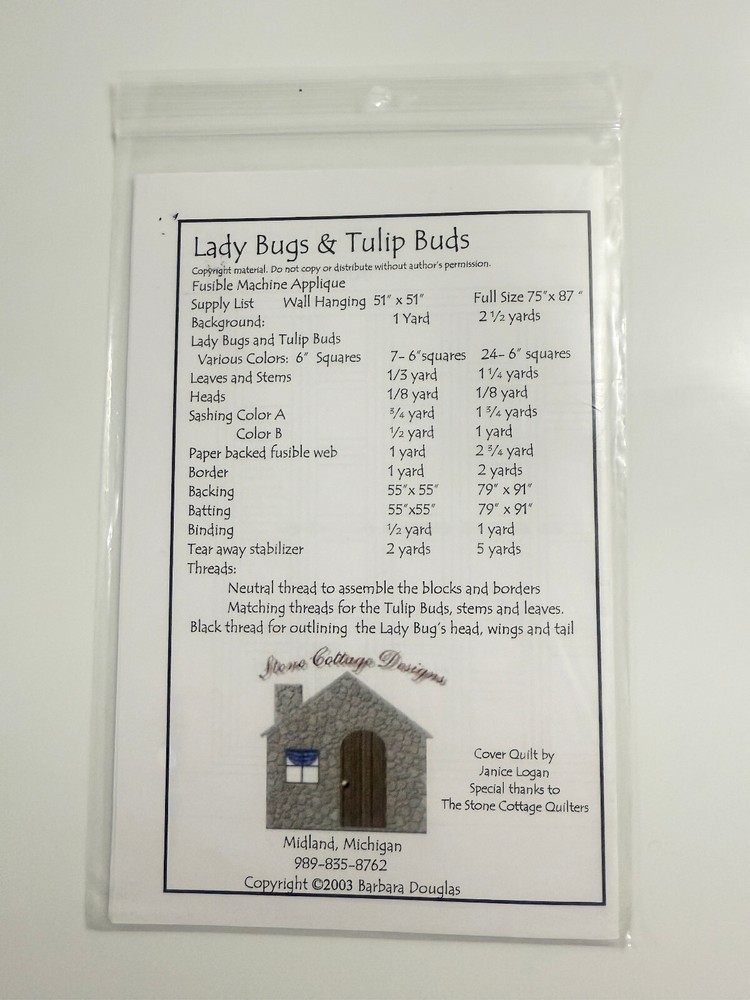 Lady Bugs & Tulip Buds
Copyright material. Do not copy or distribute without author's permission.
Fusible Machine Applique
Supply List Wall Hanging 51" x 51" Full Size 75"x 87 "
Background: 1 Yard 2 ½ yards
Lady Bugs and Tulip Buds
Various Colors: 6" Squares 7- 6"squares 24- 6" squares
Leaves and Stems 1/3 yard 1 ¼ yards
Heads 1/8 yard 1/8 yard
Sashing Color A ¾ yard 1 ¾ yards
Color B ½ yard 1 yard
Paper backed fusible web 1 yard 2 ¾ yard
Border 1 yard 2 yards
Backing 55"x 55" 79" x 91"
Batting 55"x55" 79" x 91"
Binding ½ yard 1 yard
Tear away stabilizer 2 yards 5 yards
Threads:
Neutral thread to assemble the blocks and borders
Matching threads for the Tulip Buds, stems and leaves.
Black thread for outlining the Lady Bug's head, wings and tail
Stone Cottage Designs
Cover Quilt by
Janice Logan
Special thanks to
The Stone Cottage Quilters
Midland, Michigan
989-835-8762
Copyright ©2003 Barbara Douglas